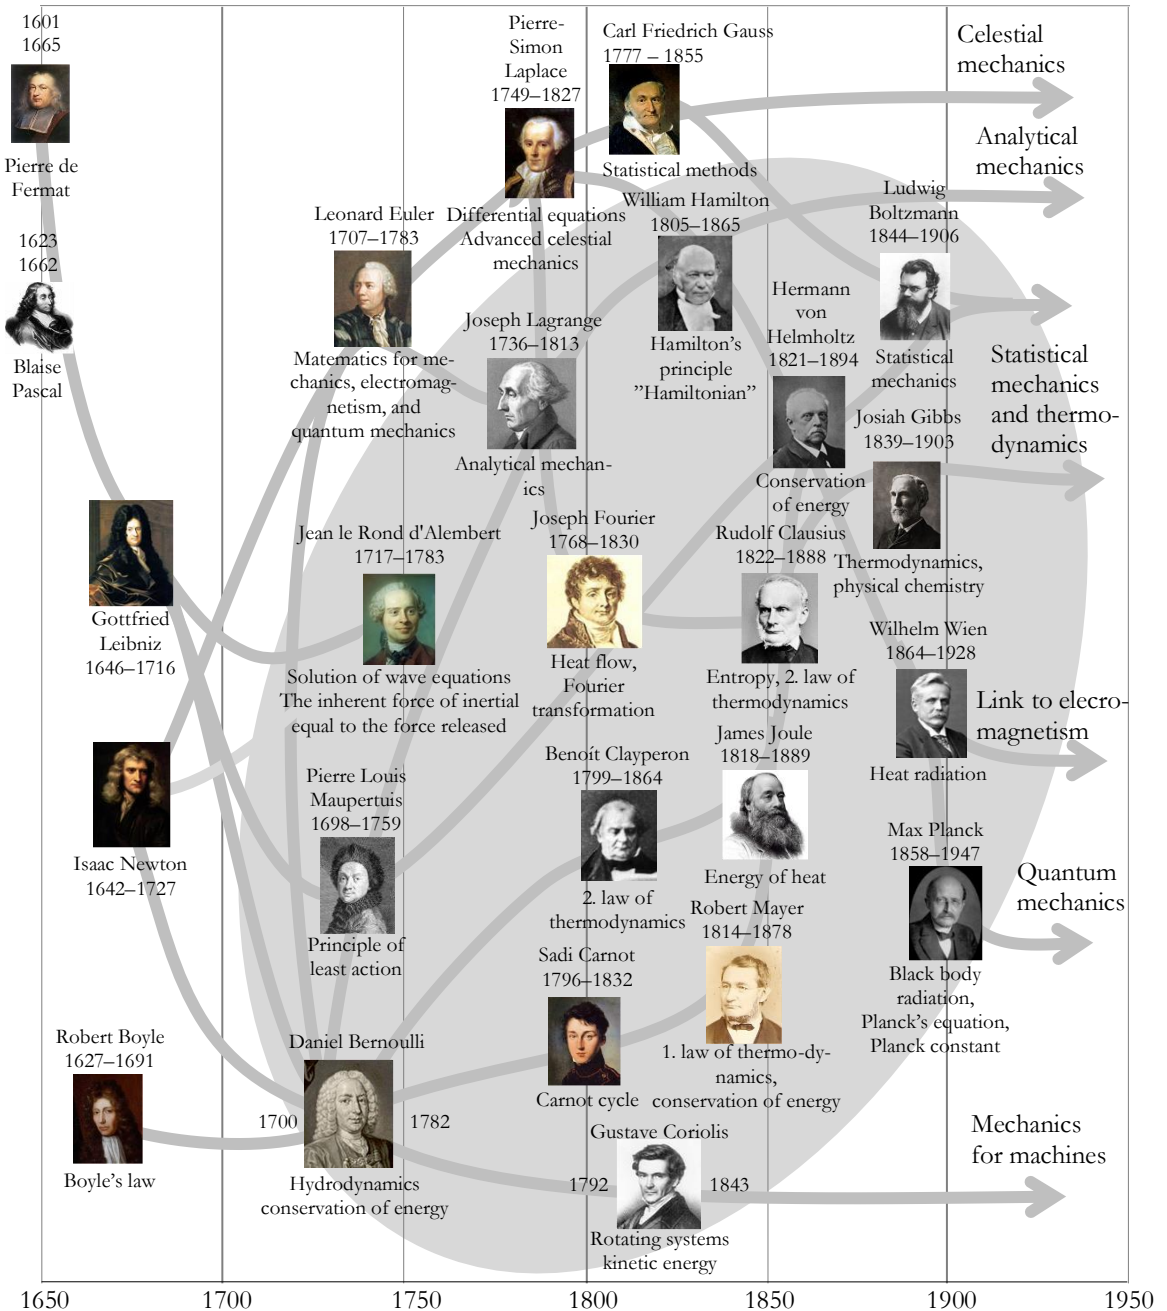 1601
1665
Pierre de
Fermat
1623
1662
Blaise
Pascal
Gottfried
Leibniz
1646–1716
Isaac Newton
1642–1727
Robert Boyle
1627–1691
Boyle's law
Leonard Euler
1707–1783
Matematics for me-
chanics, electromag-
netism, and
quantum mechanics
Jean le Rond d'Alembert
1717–1783
Solution of wave equations
The inherent force of inertial
equal to the force released
Pierre Louis
Maupertuis
1698–1759
Principle of
least action
Daniel Bernoulli
1700
1782
Hydrodynamics
conservation of energy
Pierre-
Simon
Laplace
1749–1827
Differential equations
Advanced celestial
mechanics
Joseph Lagrange
1736–1813
Analytical mechan-
ics
Joseph Fourier
1768–1830
Heat flow,
Fourier
transformation
Benoít Clayperon
1799–1864
2. law of
thermodynamics
Sadi Carnot
1796–1832
Carnot cycle
Gustave Coriolis
1792
1843
Rotating systems
kinetic energy
Carl Friedrich Gauss
1777 – 1855
Statistical methods
William Hamilton
1805–1865
Hamilton's
principle
”Hamiltonian”
Hermann
von
Helmholtz
1821–1894
Conservation
of energy
Rudolf Clausius
1822–1888
Entropy, 2. law of
thermodynamics
James Joule
1818–1889
Energy of heat
Robert Mayer
1814–1878
1. law of thermo-dy-
namics,
conservation of energy
Ludwig
Boltzmann
1844–1906
Statistical
mechanics
Josiah Gibbs
1839–1903
Thermodynamics,
physical chemistry
Wilhelm Wien
1864–1928
Heat radiation
Max Planck
1858–1947
Black body
radiation,
Planck's equation,
Planck constant
Celestial
mechanics
Analytical
mechanics
Statistical
mechanics
and thermo-
dynamics
Link to elecro-
magnetism
Quantum
mechanics
Mechanics
for machines
1650
1700
1750
1800
1850
1900
1950